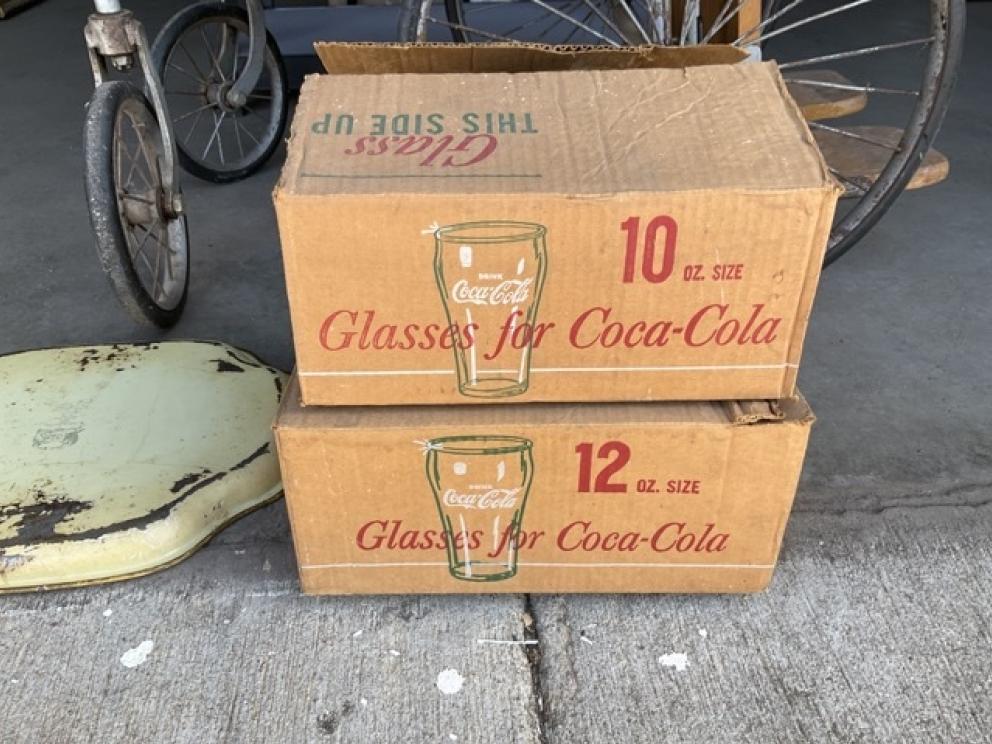 THIS SIDE UP
Glass
10 OZ. SIZE
DRINK
Coca-Cola
Glasses for Coca-Cola
12 OZ. SIZE
DRINK
Coca-Cola
Glasses for Coca-Cola